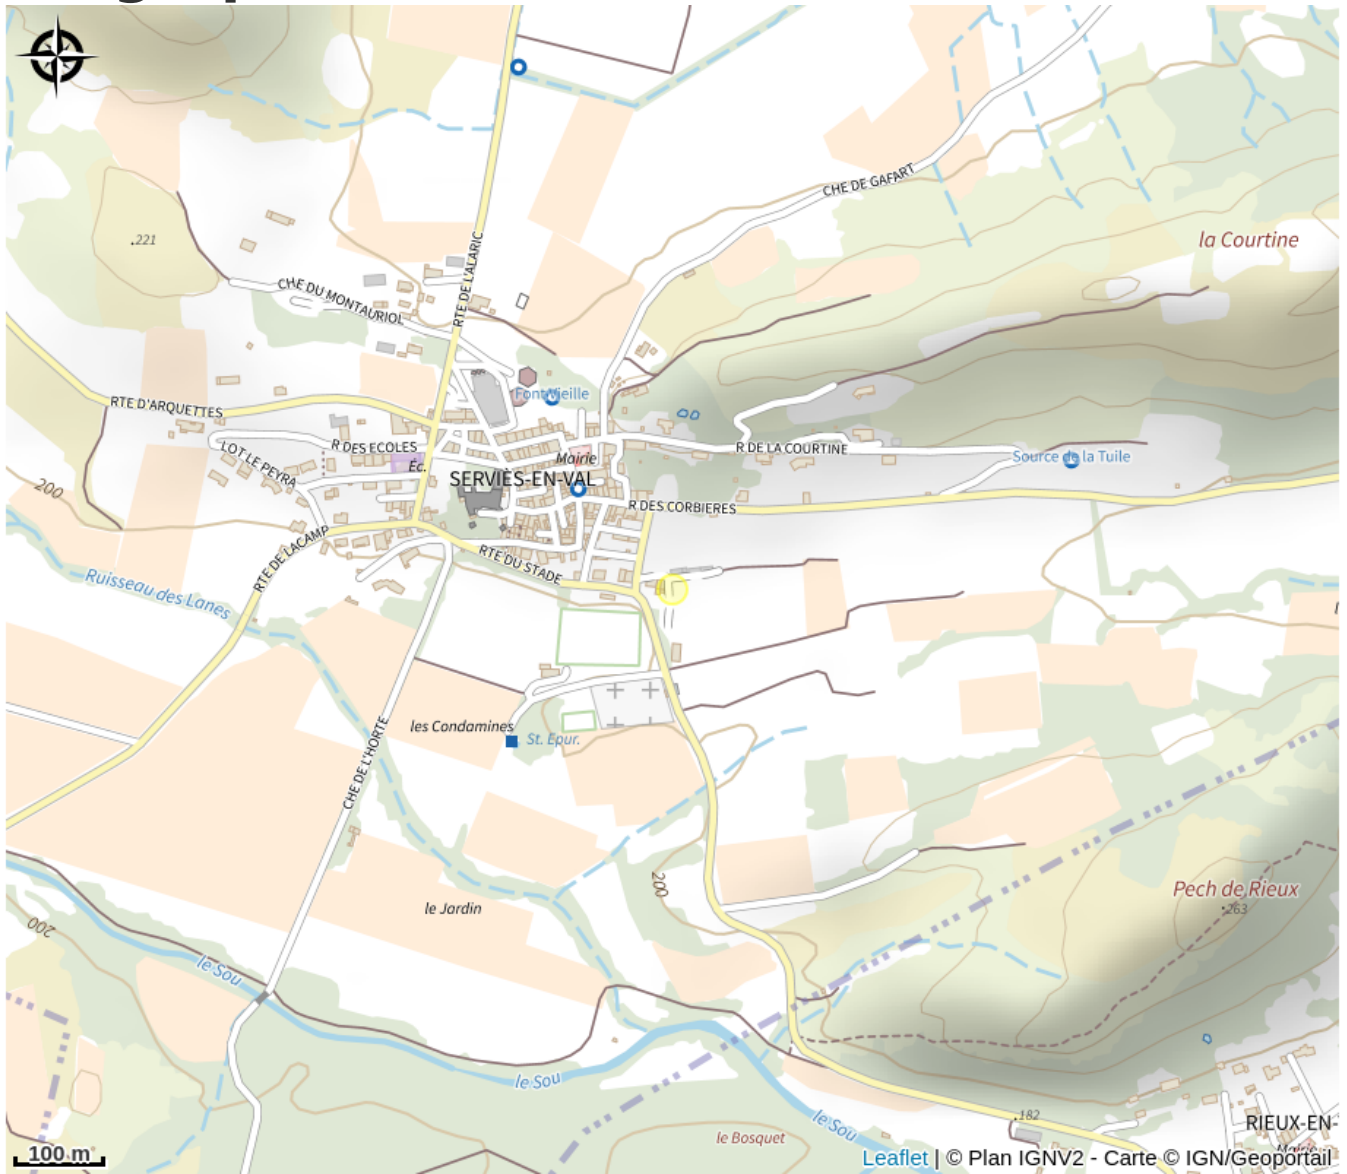 la Courtine
CHE DE GAFART
.221
RTE DE L'ALARIC
CHE DU MONTAURIOL
Font Vieille
RTE D'ARQUETTES
R DES ECOLES
LOT LE PEYRA
Éc.
Mairie
SERVIÈS-EN-VAL
R DE LA COURTINE
Source de la Tuile
200
R DES CORBIERES
RTE DE LACAMP
RTE DU STADE
Ruisseau des Lanes
les Condamines
St. Epur.
CHE DE L'HORTE
200
le Jardin
Pech de Rieux
.263
200
le Sou
le Sou
le Sou
.182
RIEUX-EN-
le Bosquet
Mairie
100 m
Leaflet | © Plan IGNV2 - Carte © IGN/Geoportail